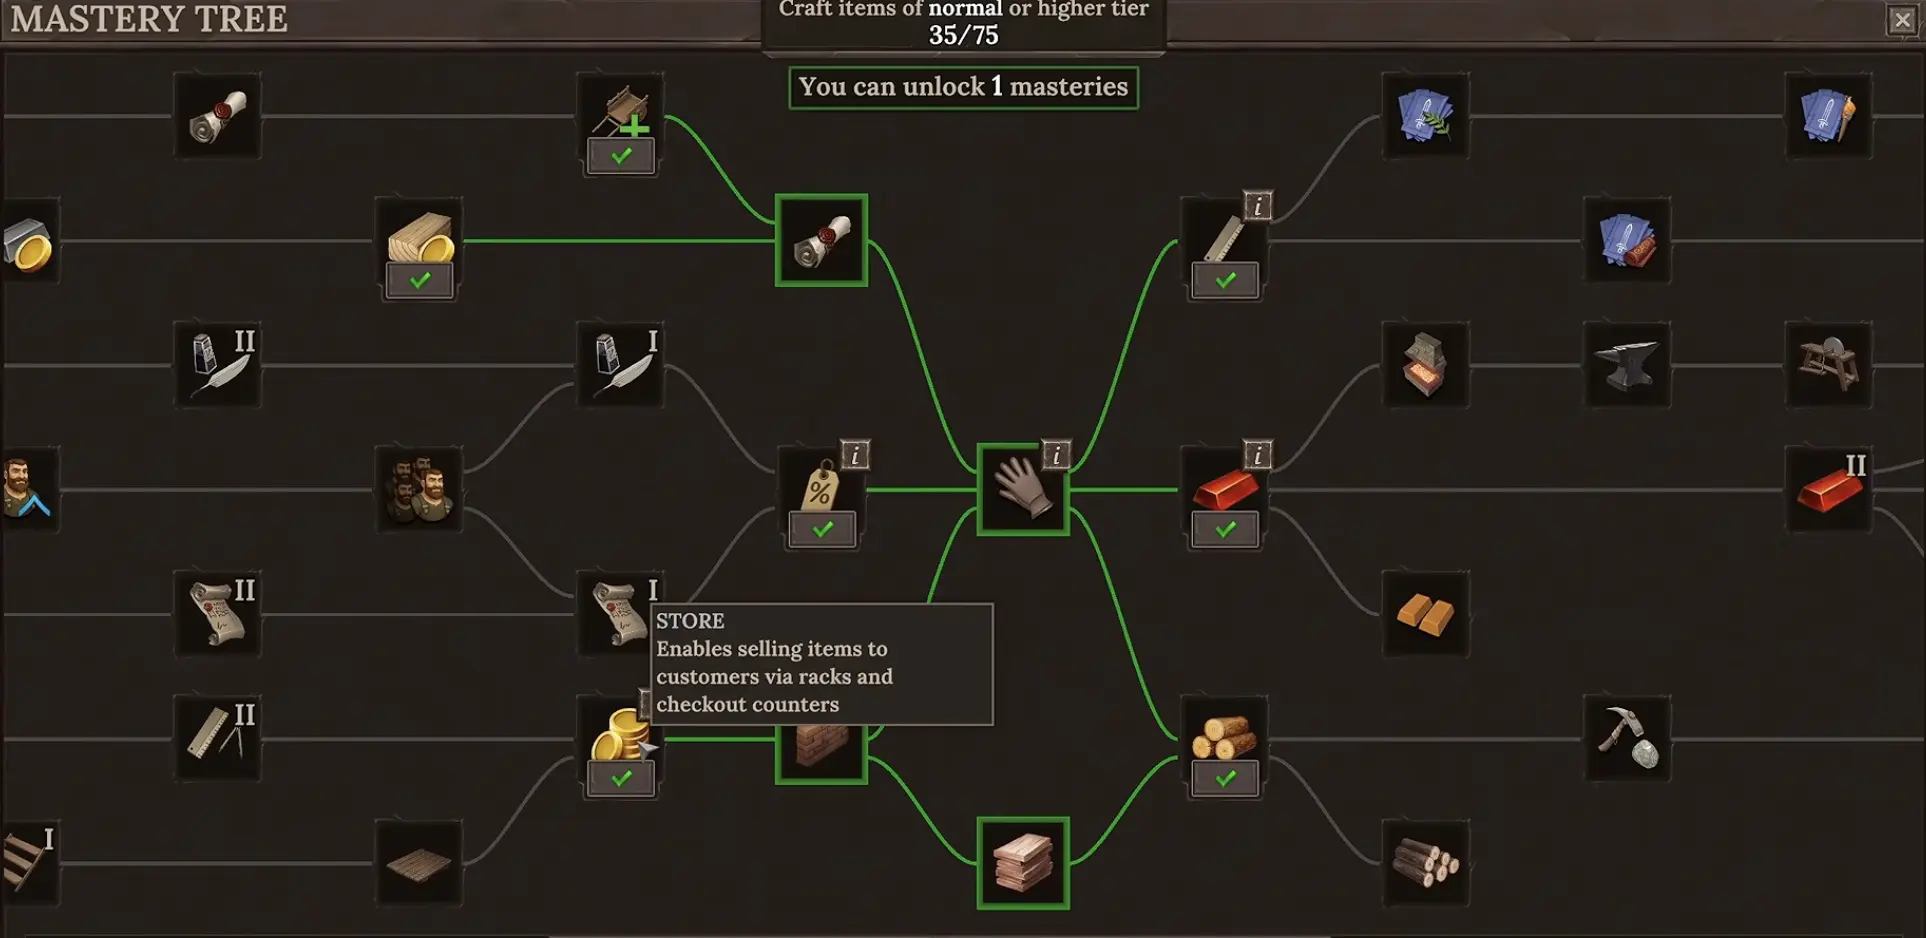 MASTERY TREE
Craft items of normal or higher tier
35/75
You can unlock 1 masteries
i
II
I
i
i
i
II
II
I
STORE
Enables selling items to
customers via racks and
checkout counters
II
I